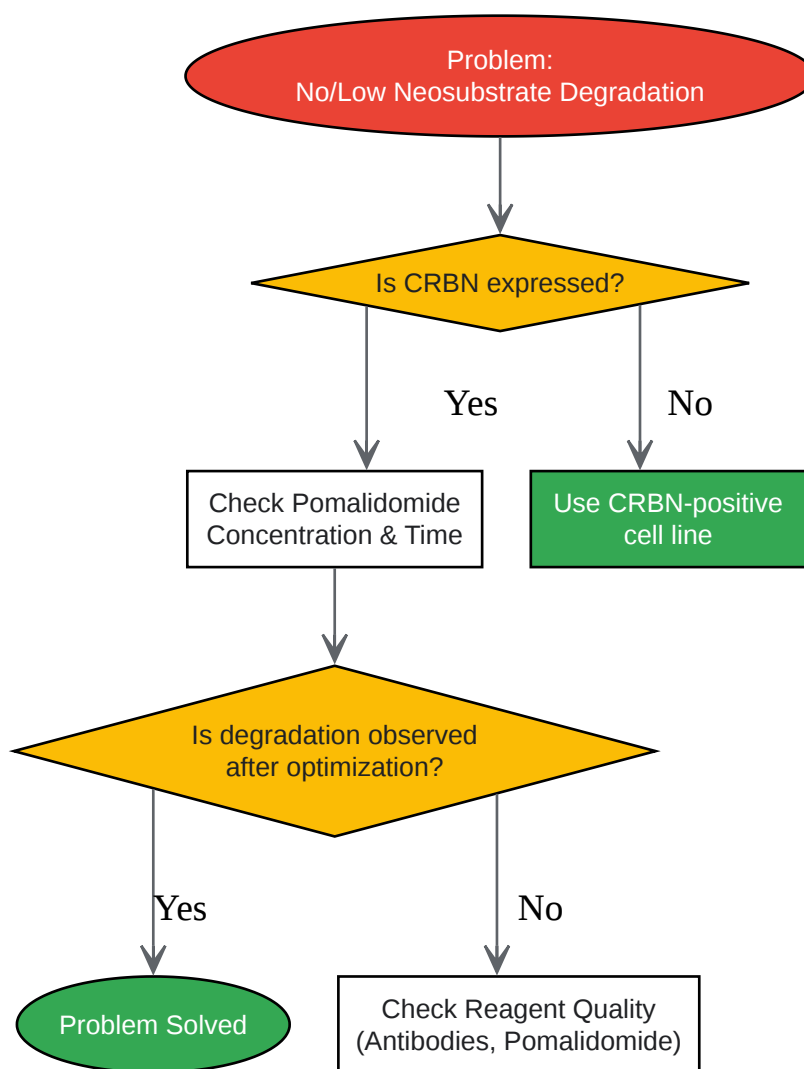 Problem:
No/Low Neosubstrate Degradation
Is CRBN expressed?
Yes
No
Check Pomalidomide
Concentration & Time
Use CRBN-positive
cell line
Is degradation observed
after optimization?
Yes
No
Problem Solved
Check Reagent Quality
(Antibodies, Pomalidomide)